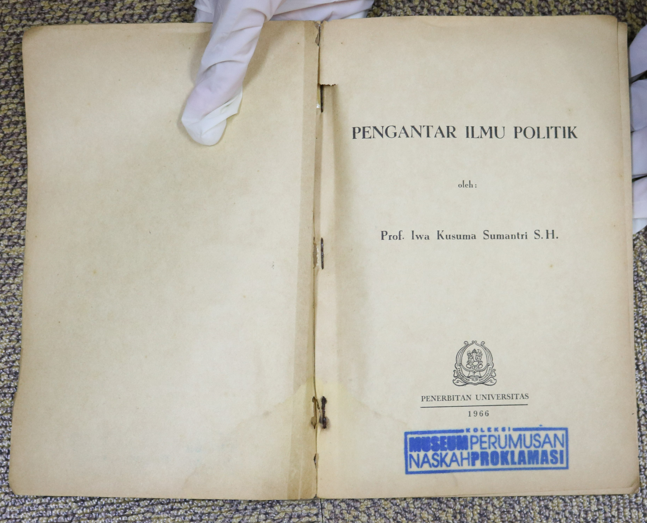 PENGANTAR ILMU POLITIK
oleh:
Prof. Iwa Kusuma Sumantri S.H.
PENERBITAN UNIVERSITAS
1966
KOLEKSI
MUSEUM PERUMUSAN
NASKAH PROKLAMASI